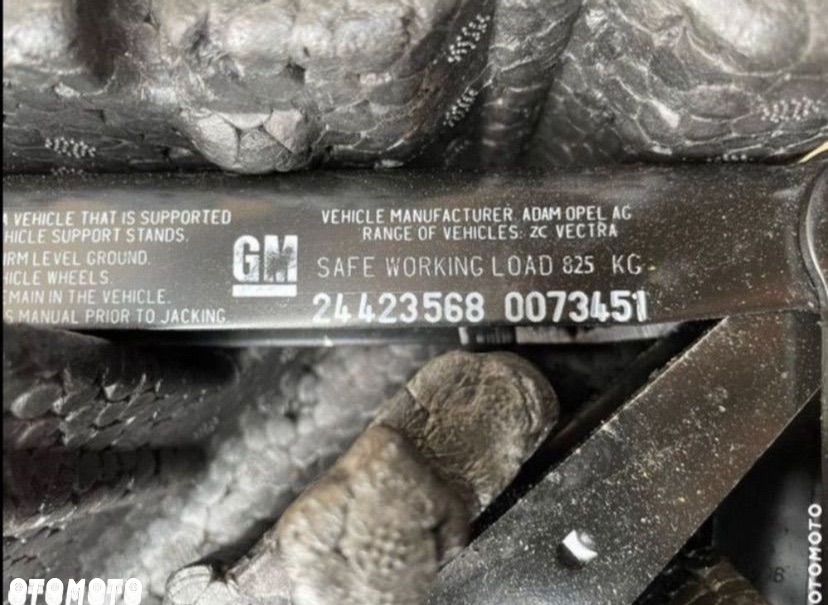 A VEHICLE THAT IS SUPPORTED
HICLE SUPPORT STANDS.
IRM LEVEL GROUND.
HICLE WHEELS.
EMAIN IN THE VEHICLE.
S MANUAL PRIOR TO JACKING.
GM
VEHICLE MANUFACTURER: ADAM OPEL AG
RANGE OF VEHICLES: ZC VECTRA
SAFE WORKING LOAD 825 KG
24423568 0073451
OTOMOTO
OTOMOTO